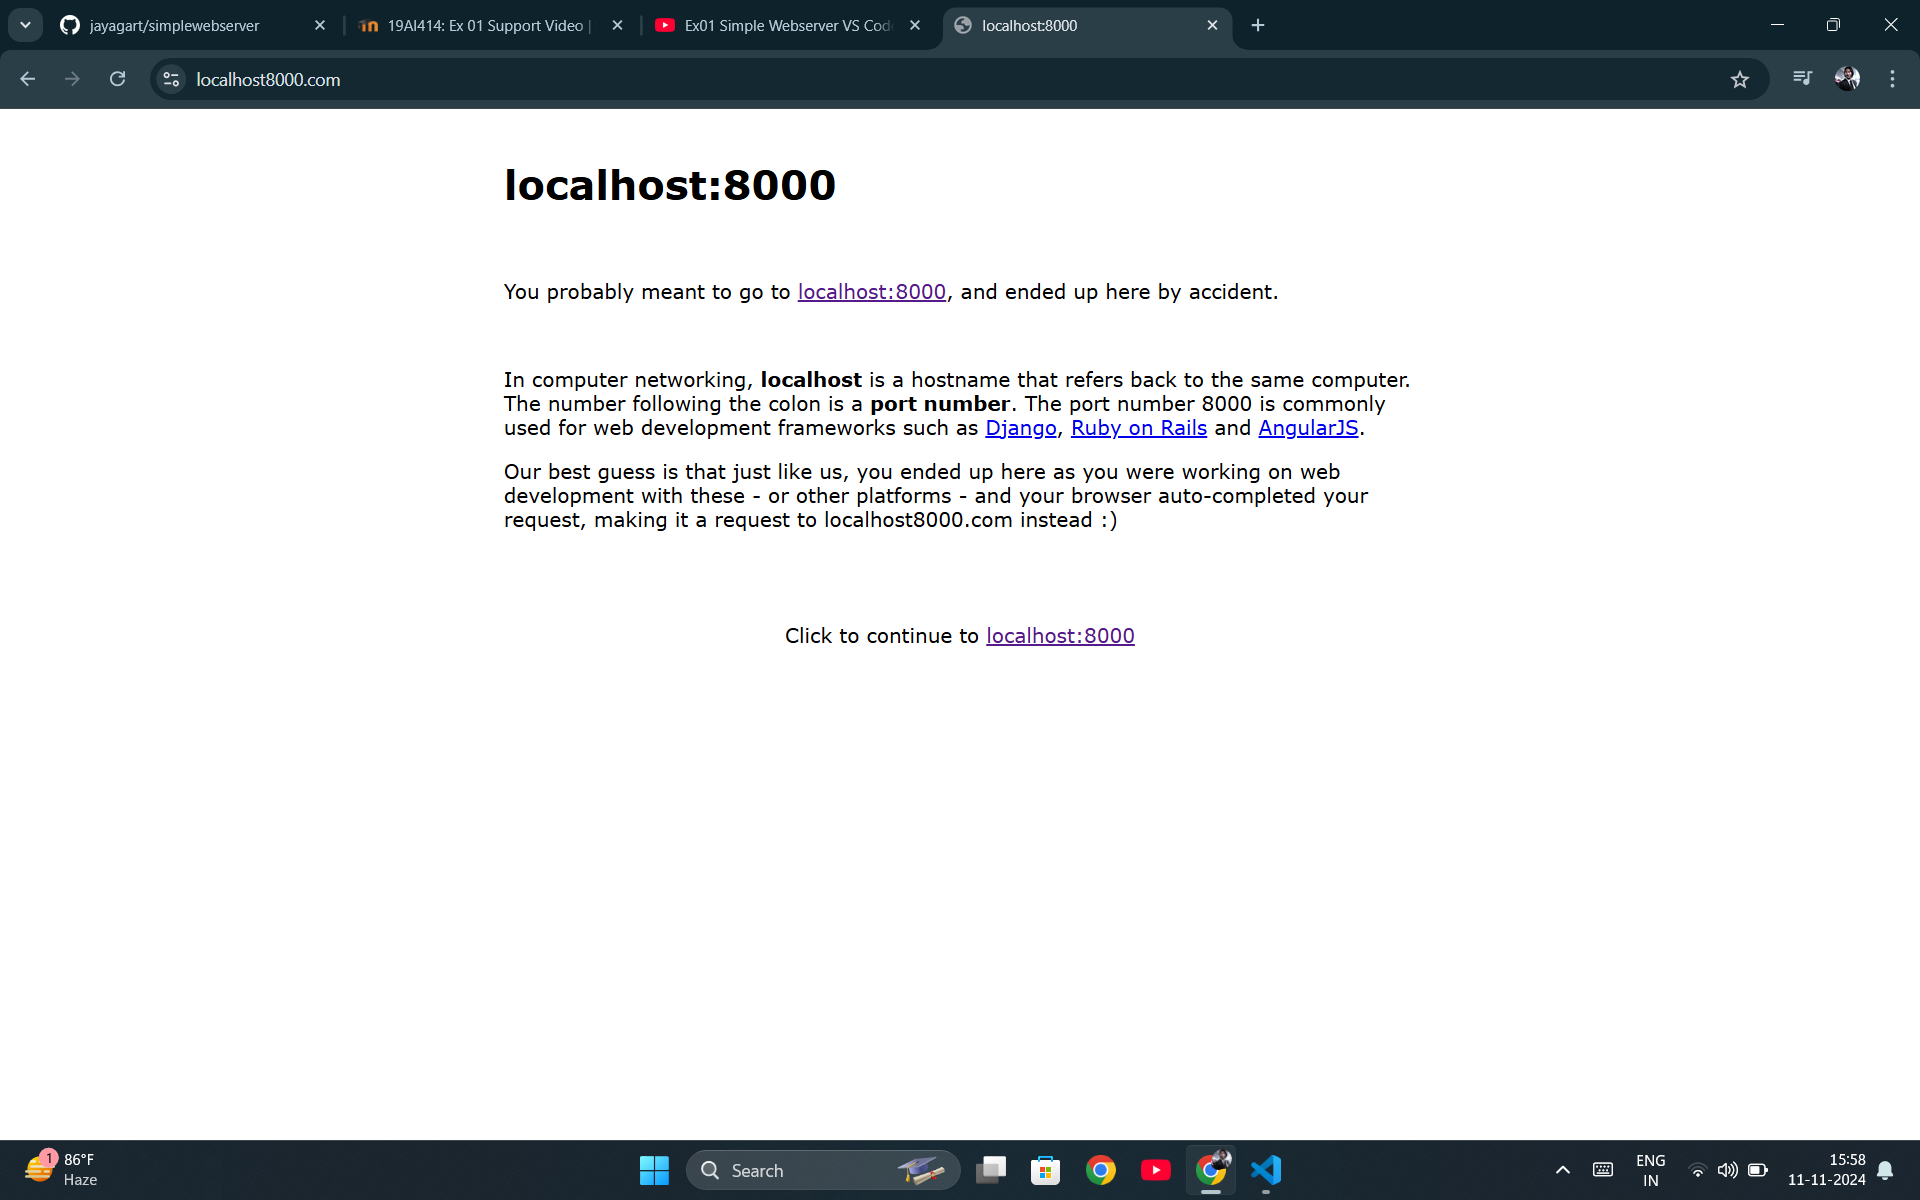 jayagart/simplewebserver
19AI414: Ex 01 Support Video |
Ex01 Simple Webserver VS Cod
localhost:8000
localhost8000.com
localhost:8000
You probably meant to go to localhost:8000, and ended up here by accident.
In computer networking, localhost is a hostname that refers back to the same computer.
The number following the colon is a port number. The port number 8000 is commonly
used for web development frameworks such as Django, Ruby on Rails and AngularJS.
Our best guess is that just like us, you ended up here as you were working on web
development with these - or other platforms - and your browser auto-completed your
request, making it a request to localhost8000.com instead :)
Click to continue to localhost:8000
1
86°F
Haze
Search
ENG
IN
15:58
11-11-2024